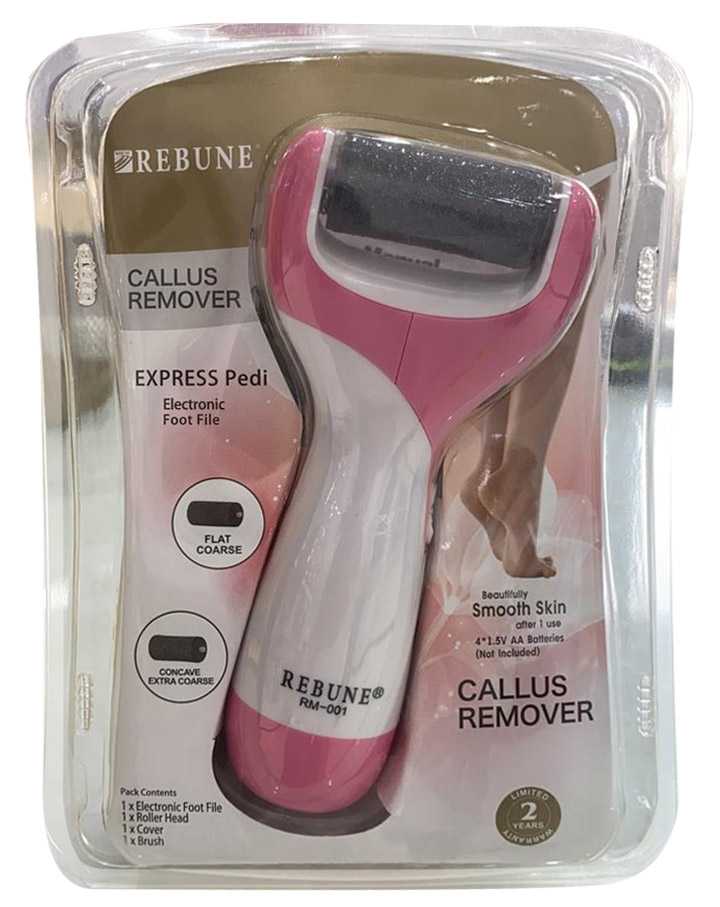 REBUNE
CALLUS
REMOVER
EXPRESS Pedi
Electronic
Foot File
FLAT
COARSE
CONCAVE
EXTRA COARSE
REBUNE®
RM-001
Beautifully
Smooth Skin
after 1 use
4*1.5V AA Batteries
(Not Included)
CALLUS
REMOVER
Pack Contents
1 x Electronic Foot File
1 x Roller Head
1 x Cover
1 x Brush
LIMITED
2
YEARS
WARRANTY